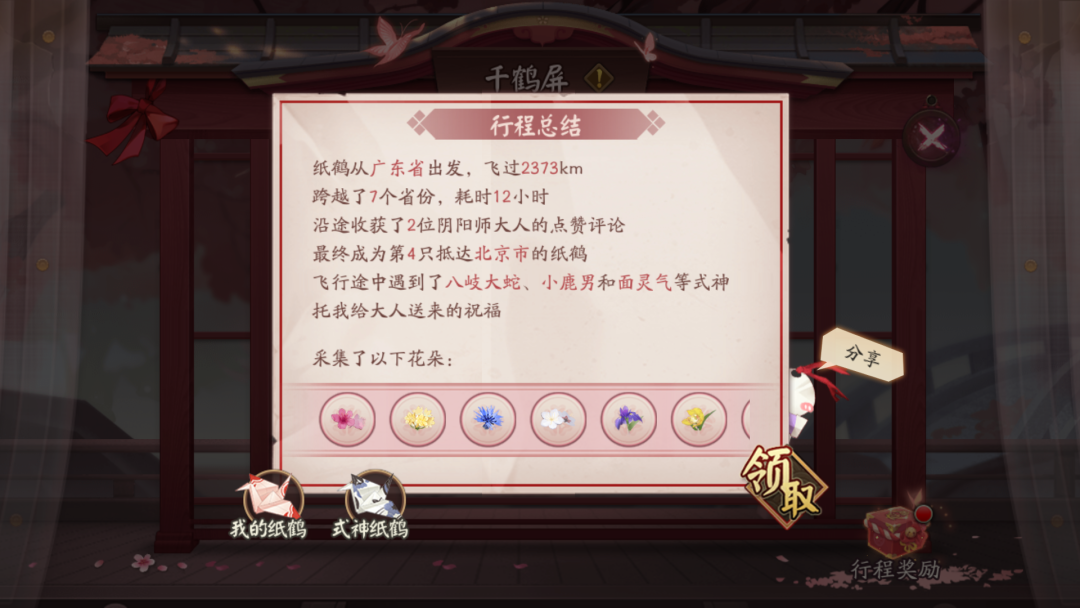 千鹤屏
行程总结
纸鹤从广东省出发，飞过2373km
跨越了7个省份，耗时12小时
沿途收获了2位阴阳师大人的点赞评论
最终成为第4只抵达北京市的纸鹤
飞行途中遇到了八岐大蛇、小鹿男和面灵气等式神
托我给大人送来的祝福
采集了以下花朵：
分享
领取
我的纸鹤
式神纸鹤
行程奖励